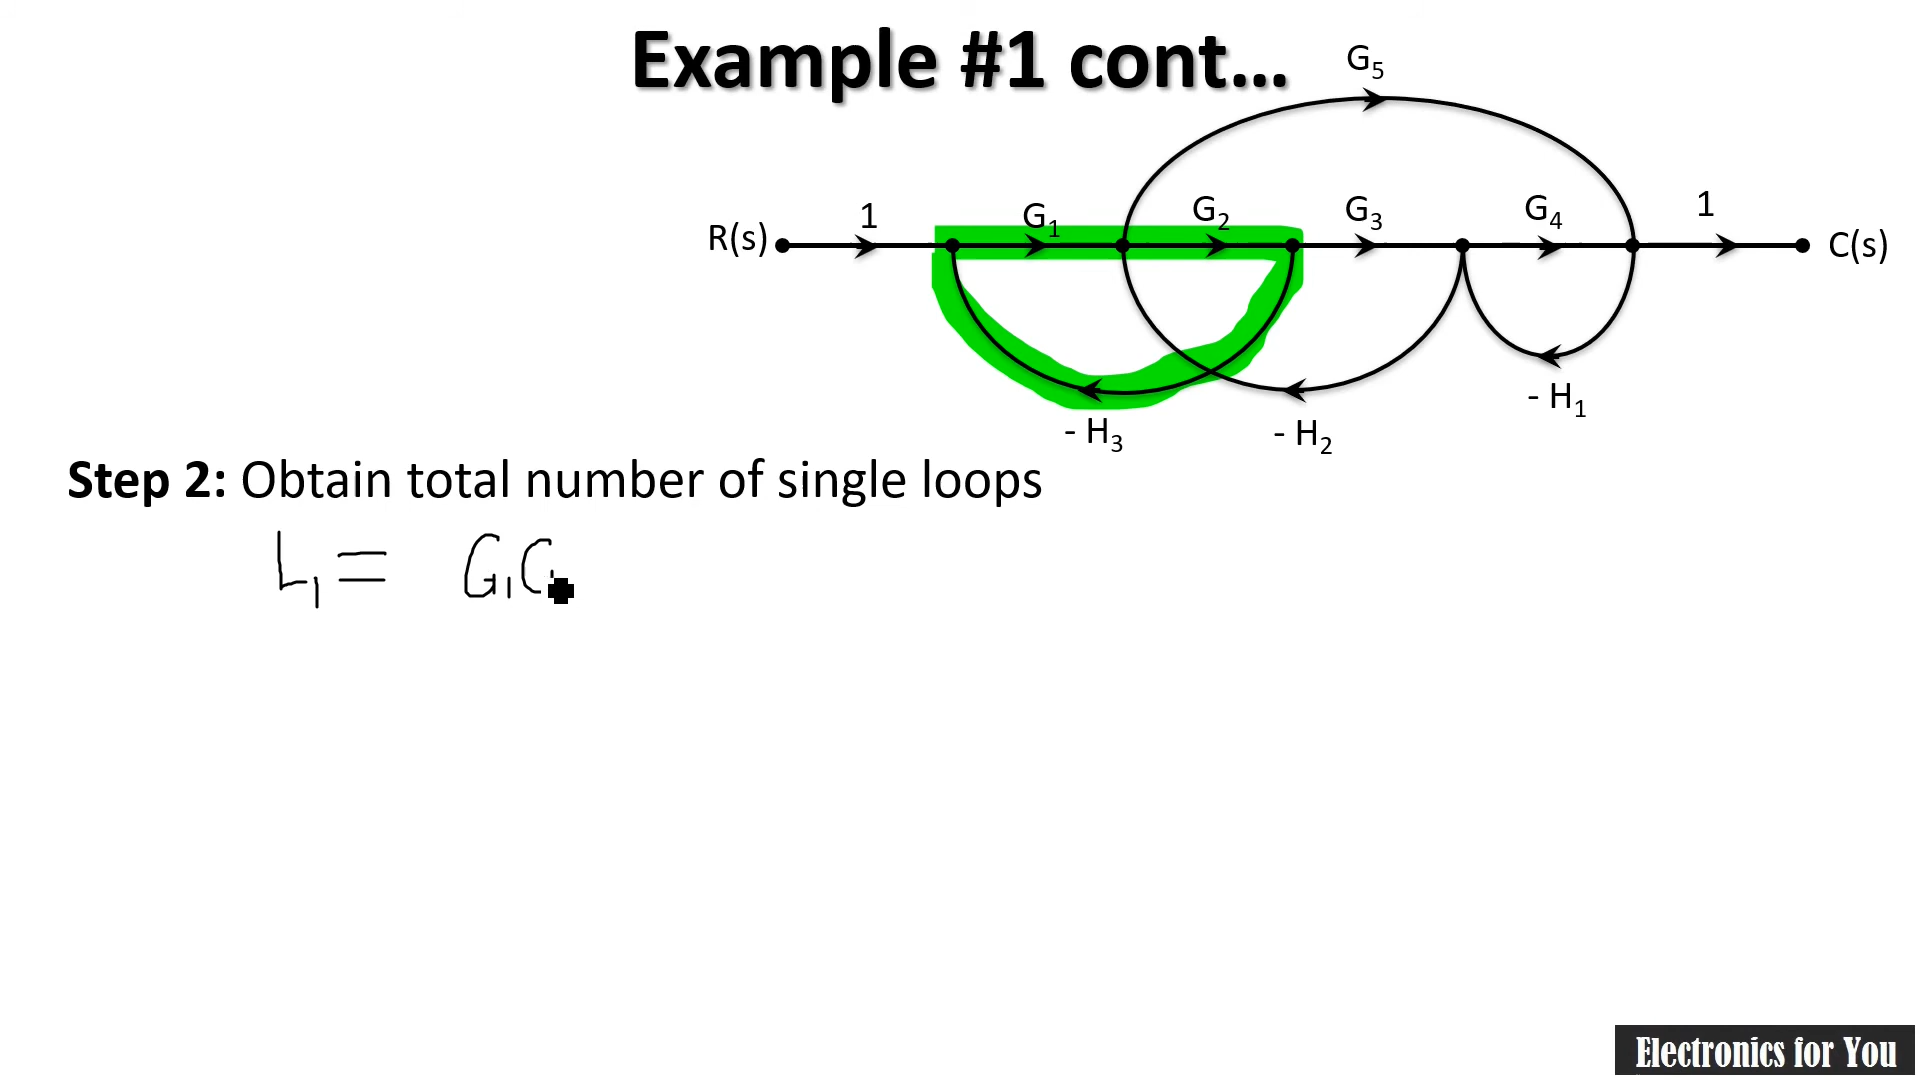 Example #1 cont...
G5
1 G1 G2 G3 G4 1
R(s) C(s)
- H1
- H3 - H2
Step 2: Obtain total number of single loops
L1 = G1G
Electronics for You